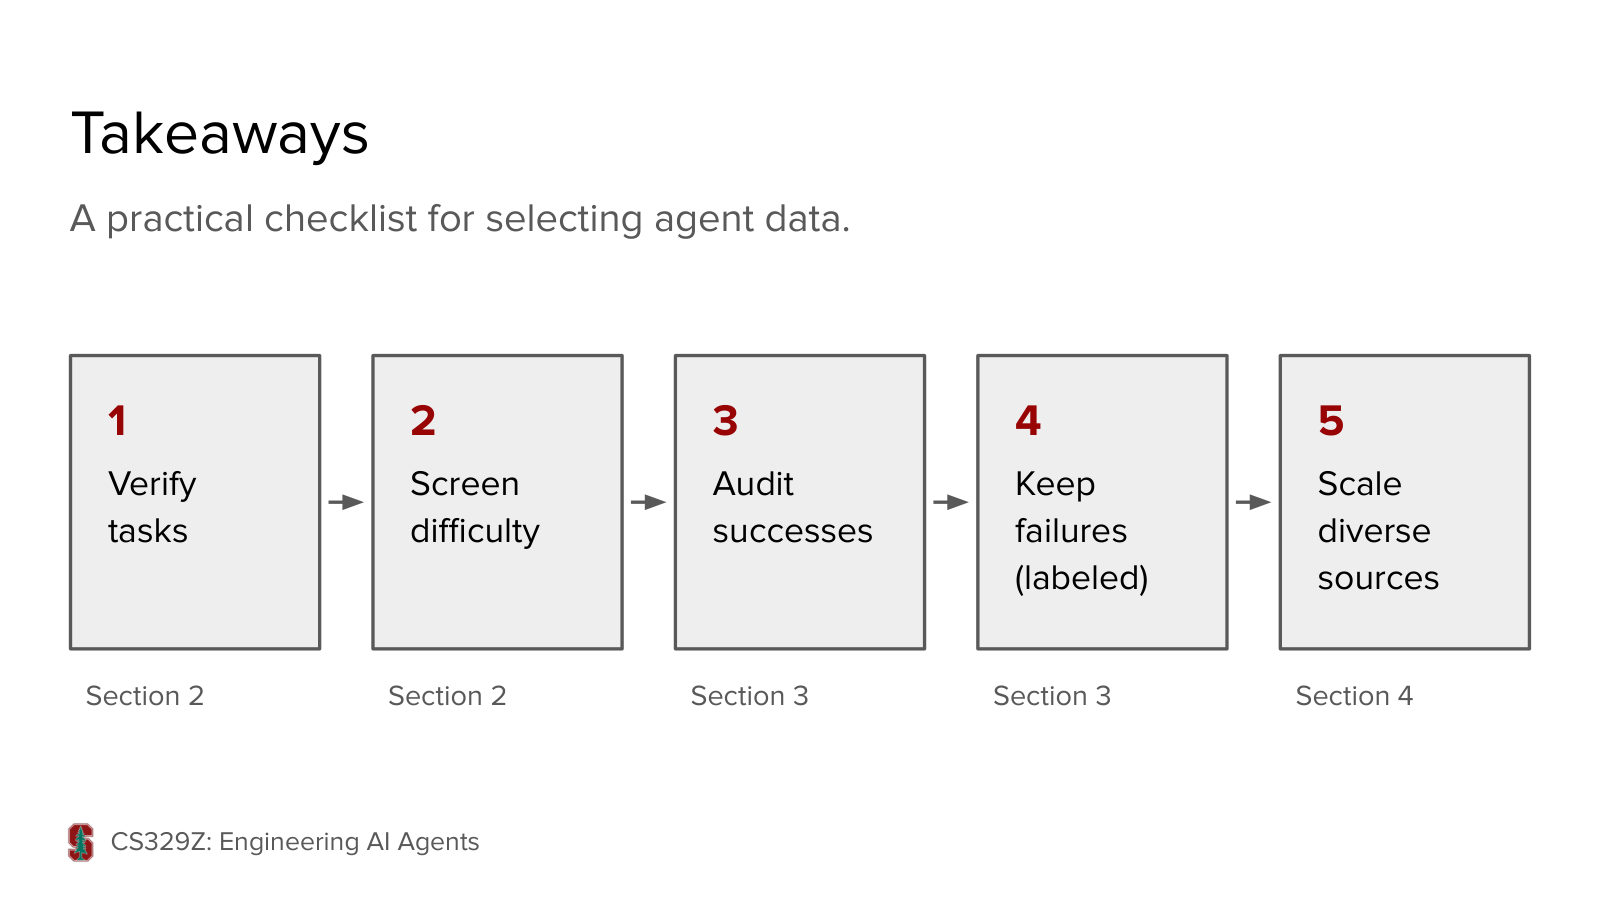 Takeaways
A practical checklist for selecting agent data.
1
Verify
tasks
Section 2
2
Screen
difficulty
Section 2
3
Audit
successes
Section 3
4
Keep
failures
(labeled)
Section 3
5
Scale
diverse
sources
Section 4
CS329Z: Engineering AI Agents